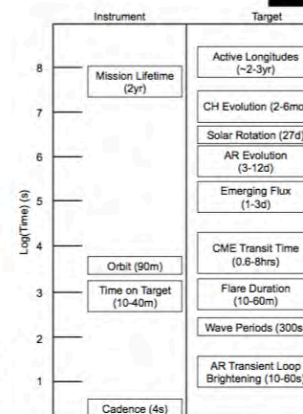 Instrument
Target
Log(Time) (s)
8
7
6
5
4
3
2
1
Mission Lifetime
(2yr)
Orbit (90m)
Time on Target
(10-40m)
Cadence (4s)
Active Longitudes
(~2-3yr)
CH Evolution (2-6mo
Solar Rotation (27d)
AR Evolution
(3-12d)
Emerging Flux
(1-3d)
CME Transit Time
(0.6-8hrs)
Flare Duration
(10-60m)
Wave Periods (300s
AR Transient Loop
Brightening (10-60s)